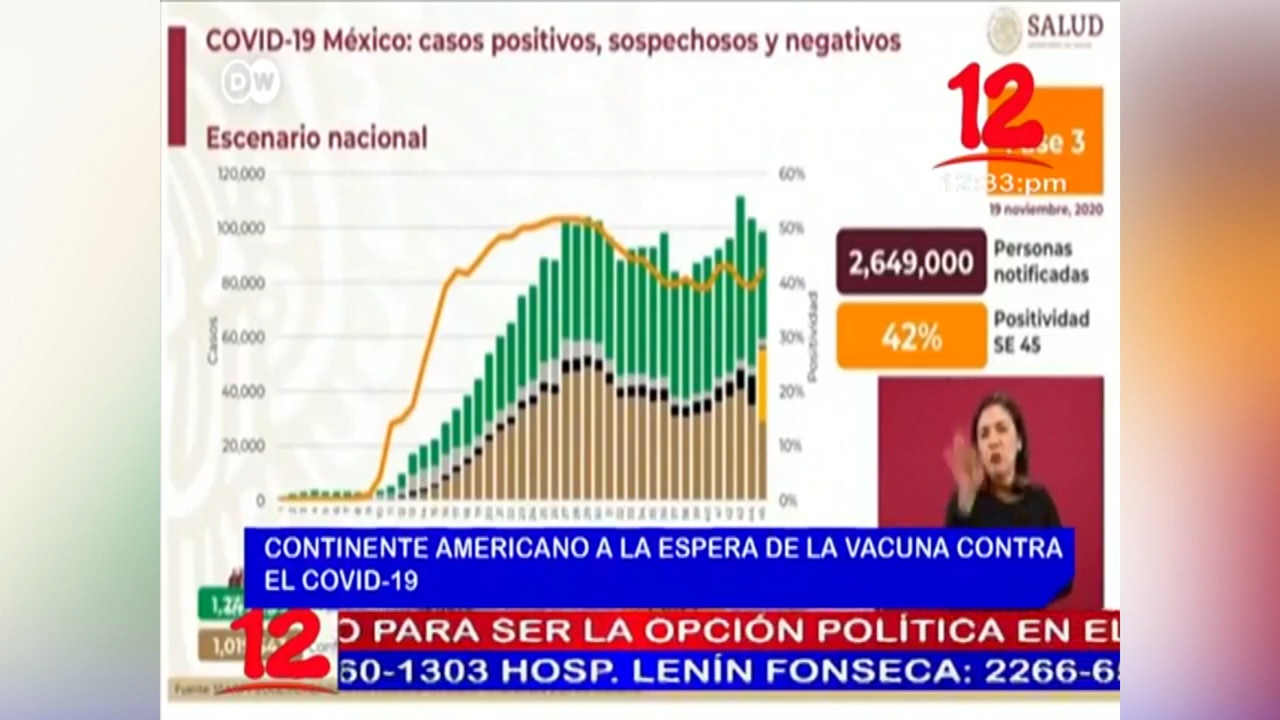 COVID-19 México: casos positivos, sospechosos y negativos
SALUD
DW
12
Fase 3
12:33:pm
19 noviembre, 2020
Escenario nacional
120,000
100,000
80,000
60,000
40,000
20,000
0
Casos
60%
50%
40%
30%
20%
10%
0%
Positividad
2,649,000
Personas
notificadas
42%
Positividad
SE 45
CONTINENTE AMERICANO A LA ESPERA DE LA VACUNA CONTRA
EL COVID-19
12
O PARA SER LA OPCIÓN POLÍTICA EN EL
60-1303 HOSP. LENÍN FONSECA: 2266-6
Fuente